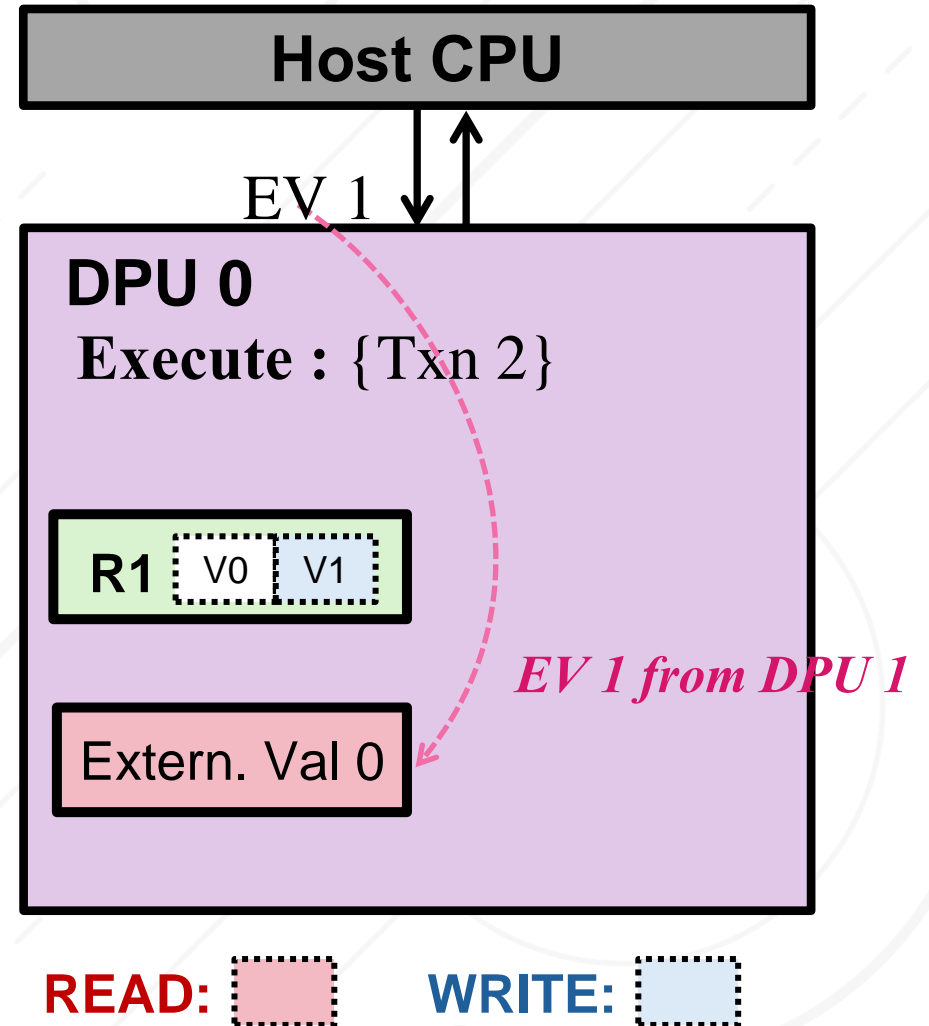 Host CPU
EV 1
DPU 0
Execute : {Txn 2}
R1 V0 V1
EV 1 from DPU 1
Extern. Val 0
READ: WRITE: